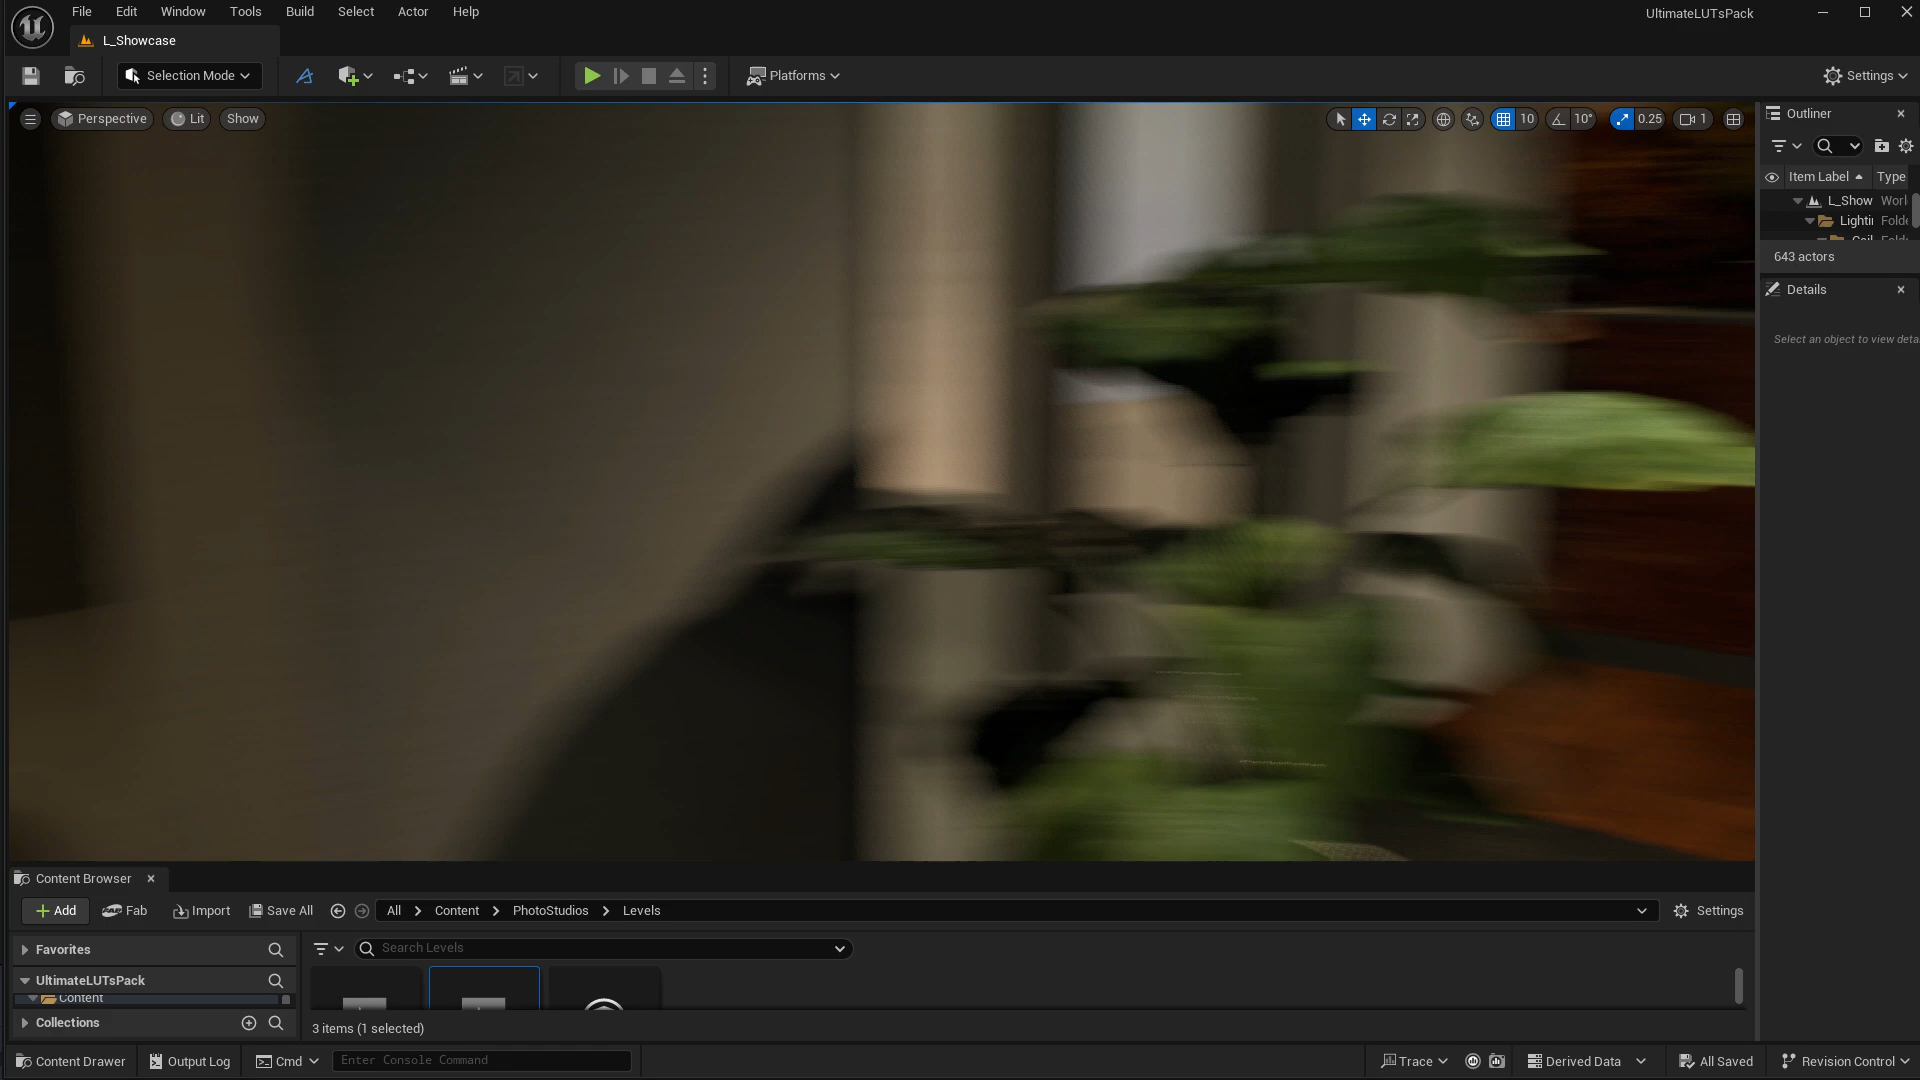 File Edit Window Tools Build Select Actor Help
UltimateLUTsPack
L_Showcase
Selection Mode
Platforms
Settings
Perspective Lit Show
10 10° 0.25 1
Outliner
Item Label Type
L_Show Worl
Lightin Folde
643 actors
Details
Select an object to view deta
Content Browser
Add Fab Import Save All All Content PhotoStudios Levels Settings
Favorites
Search Levels
UltimateLUTsPack
Content
Collections
3 items (1 selected)
Content Drawer Output Log Cmd Enter Console Command Trace Derived Data All Saved Revision Control